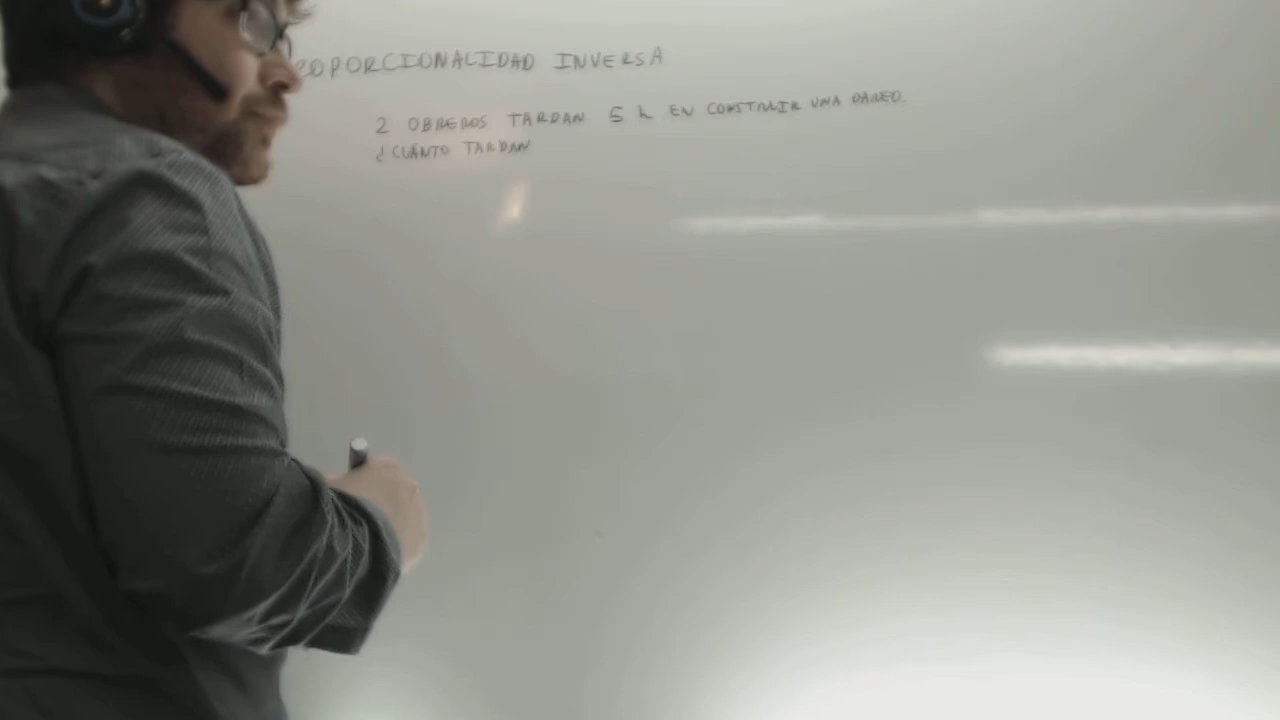 ROPORCIONALIDAD INVERSA
2 OBREROS TARDAN 5 h EN CONSTRUIR UNA PARED.
¿CUÁNTO TARDAN